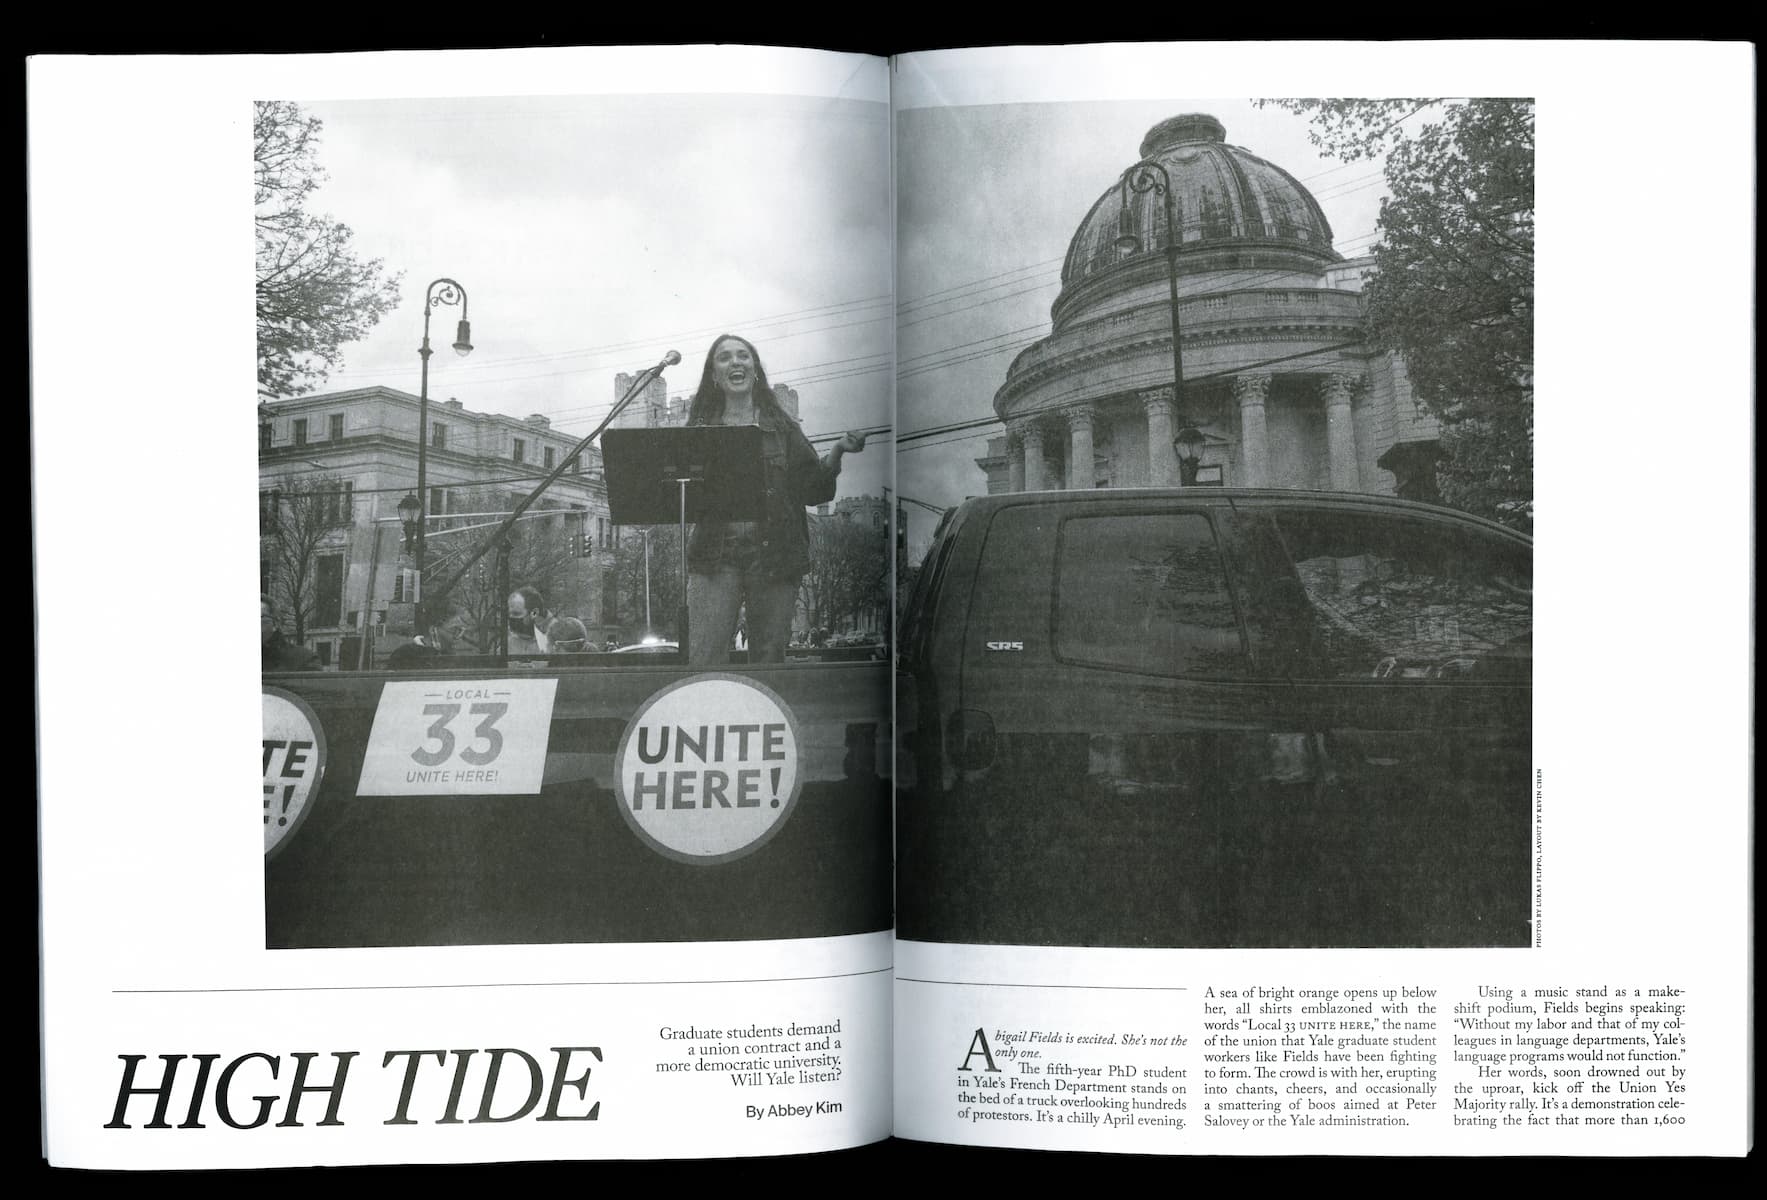 SR5
TE
E!
LOCAL
33
UNITE HERE!
UNITE
HERE!
PHOTOS BY LUKAS FLIPPO, LAYOUT BY KEVIN CHEN
HIGH TIDE
Graduate students demand
a union contract and a
more democratic university.
Will Yale listen?
By Abbey Kim
Abigail Fields is excited. She's not the
only one.
The fifth-year PhD student
in Yale's French Department stands on
the bed of a truck overlooking hundreds
of protestors. It's a chilly April evening.
A sea of bright orange opens up below
her, all shirts emblazoned with the
words “Local 33 UNITE HERE,” the name
of the union that Yale graduate student
workers like Fields have been fighting
to form. The crowd is with her, erupting
into chants, cheers, and occasionally
a smattering of boos aimed at Peter
Salovey or the Yale administration.
Using a music stand as a make-
shift podium, Fields begins speaking:
“Without my labor and that of my col-
leagues in language departments, Yale's
language programs would not function.”
Her words, soon drowned out by
the uproar, kick off the Union Yes
Majority rally. It's a demonstration cele-
brating the fact that more than 1,600